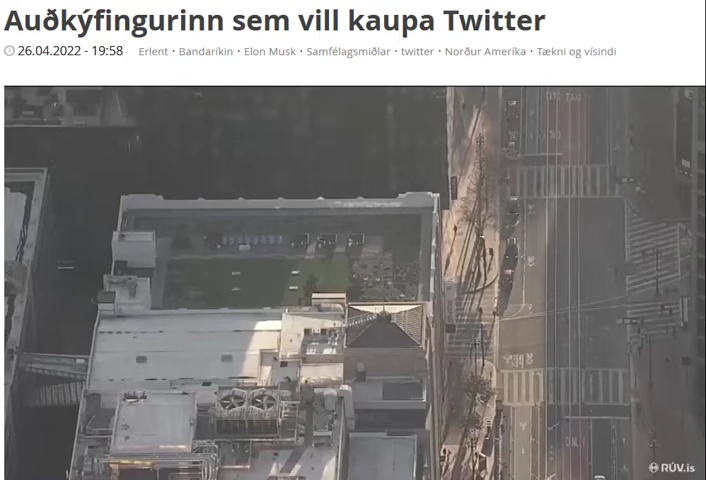 Auðkýfingurinn sem vill kaupa Twitter
26.04.2022 - 19:58 Erlent · Bandaríkin · Elon Musk · Samfélagsmiðlar · twitter · Norður Ameríka · Tækni og vísindi
RÚV.is